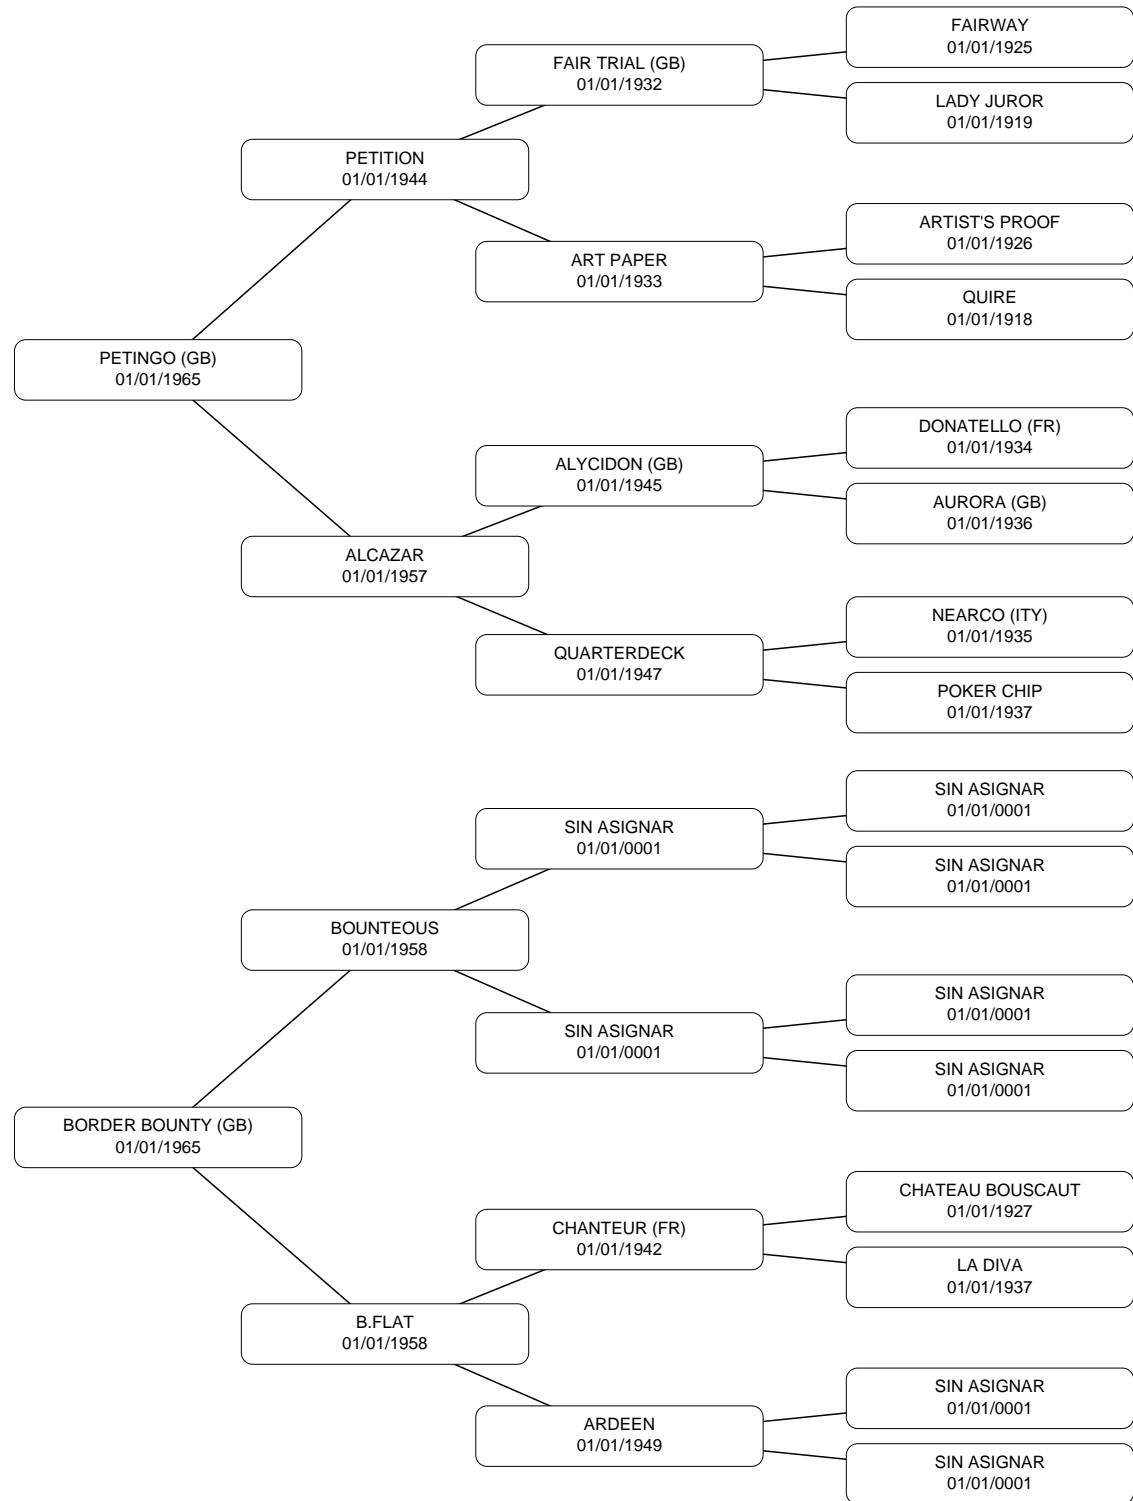 FAIRWAY
01/01/1925
FAIR TRIAL (GB)
01/01/1932
LADY JUROR
01/01/1919
PETITION
01/01/1944
ARTIST'S PROOF
01/01/1926
ART PAPER
01/01/1933
QUIRE
01/01/1918
PETINGO (GB)
01/01/1965
DONATELLO (FR)
01/01/1934
ALYCIDON (GB)
01/01/1945
AURORA (GB)
01/01/1936
ALCAZAR
01/01/1957
NEARCO (ITY)
01/01/1935
QUARTERDECK
01/01/1947
POKER CHIP
01/01/1937
SIN ASIGNAR
01/01/0001
SIN ASIGNAR
01/01/0001
SIN ASIGNAR
01/01/0001
BOUNTEOUS
01/01/1958
SIN ASIGNAR
01/01/0001
SIN ASIGNAR
01/01/0001
SIN ASIGNAR
01/01/0001
BORDER BOUNTY (GB)
01/01/1965
CHATEAU BOUSCAUT
01/01/1927
CHANTEUR (FR)
01/01/1942
LA DIVA
01/01/1937
B.FLAT
01/01/1958
SIN ASIGNAR
01/01/0001
ARDEEN
01/01/1949
SIN ASIGNAR
01/01/0001